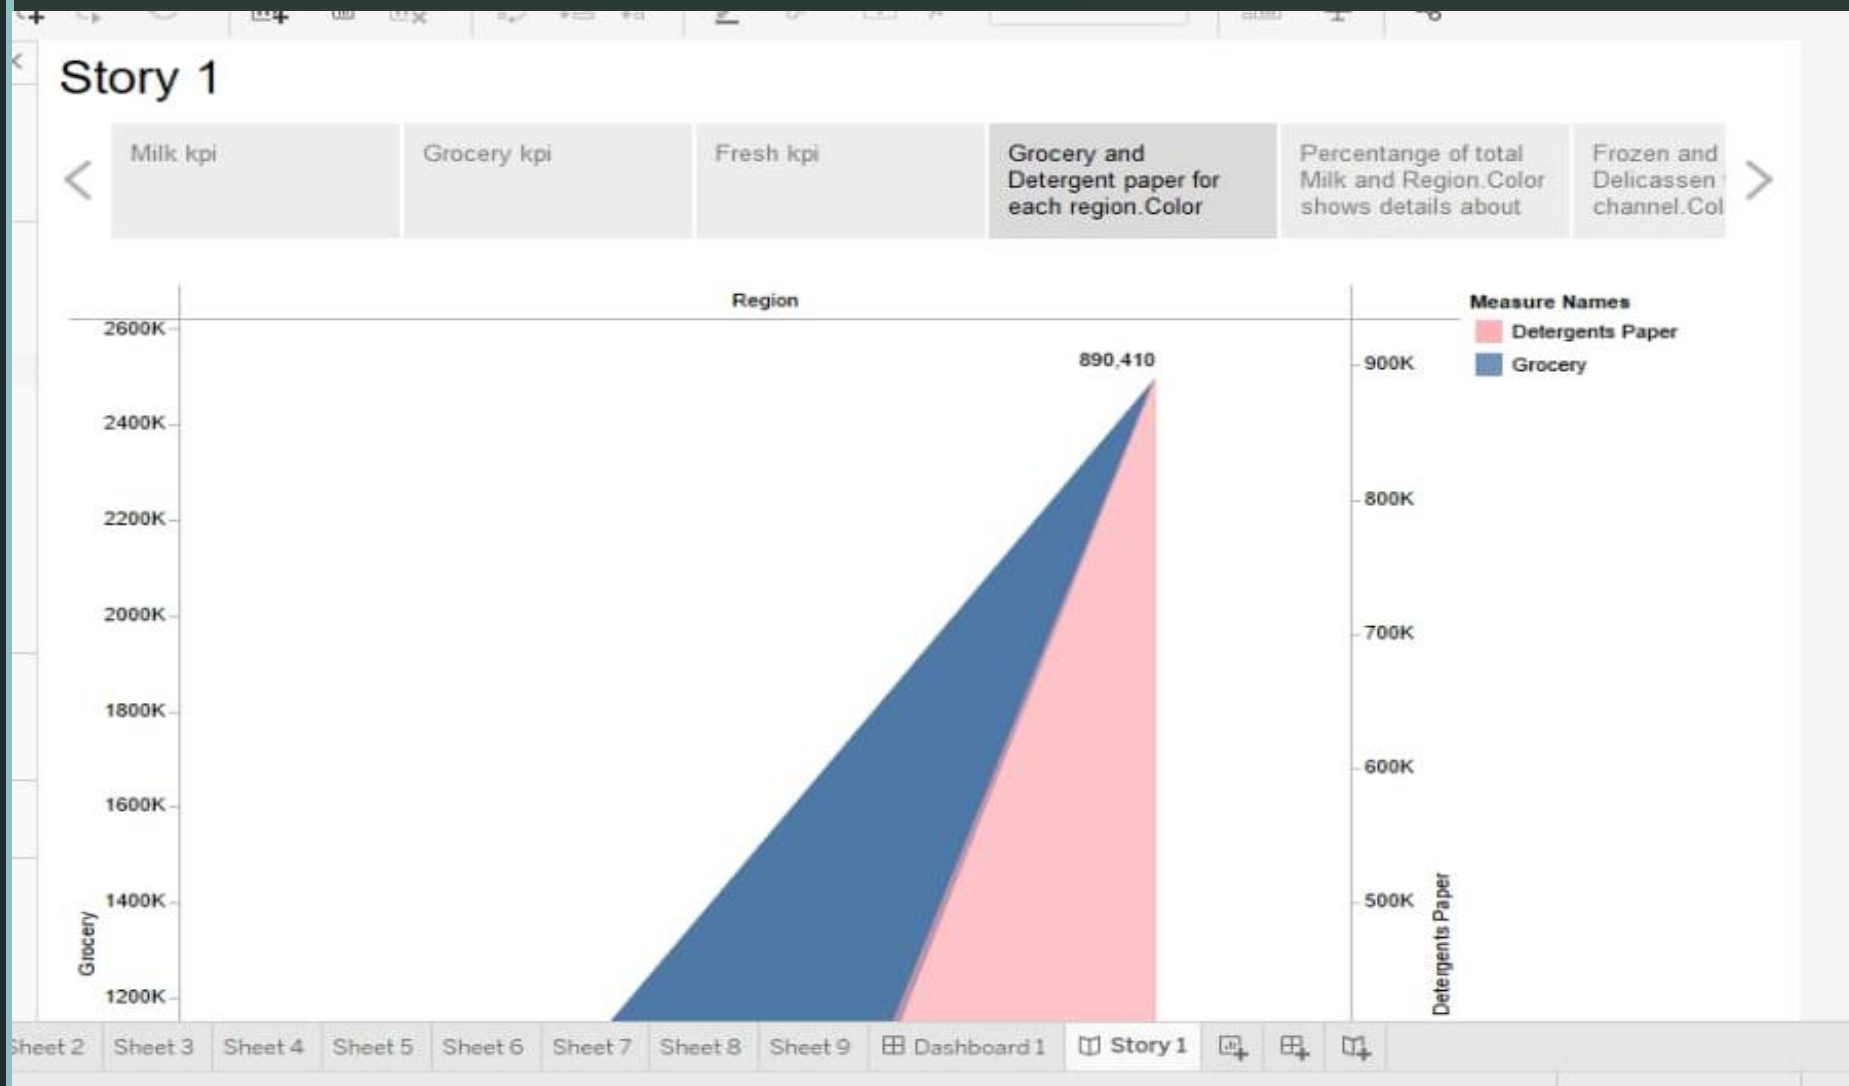 Story 1
Milk kpi
Grocery kpi
Fresh kpi
Grocery and
Detergent paper for
each region.Color
Percentange of total
Milk and Region.Color
shows details about
Frozen and
Delicassen
channel.Col
Region
Measure Names
Detergents Paper
Grocery
890,410
2600K
2400K
2200K
2000K
1800K
1600K
1400K
1200K
Grocery
900K
800K
700K
600K
500K
Detergents Paper
Sheet 2
Sheet 3
Sheet 4
Sheet 5
Sheet 6
Sheet 7
Sheet 8
Sheet 9
Dashboard 1
Story 1